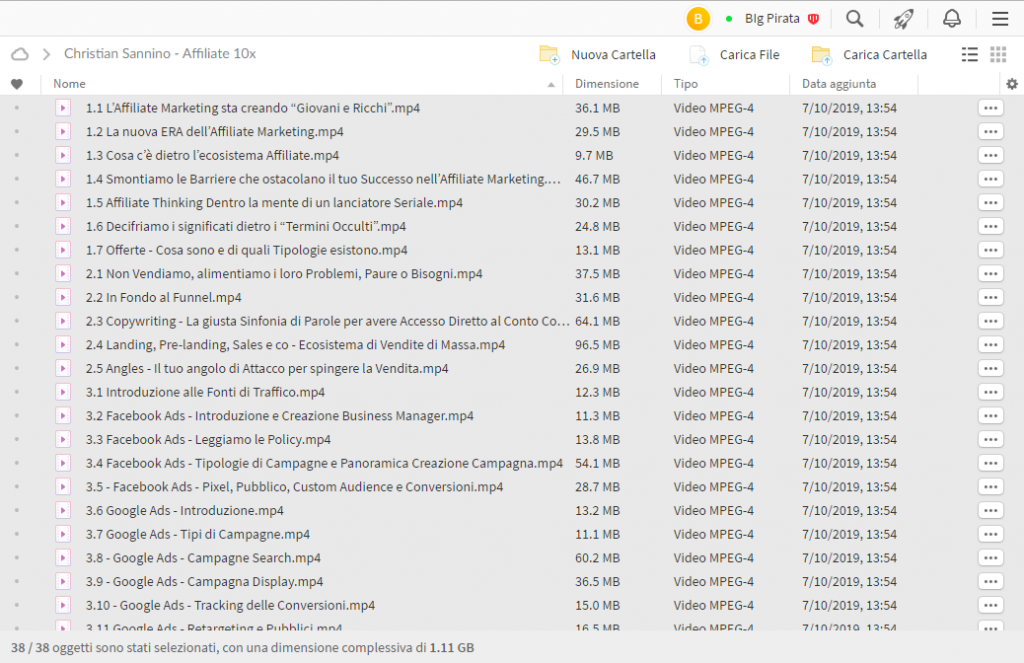 B BIg Pirata
Christian Sannino - Affiliate 10x Nuova Cartella Carica File Carica Cartella
Nome Dimensione Tipo Data aggiunta
1.1 L’Affiliate Marketing sta creando “Giovani e Ricchi”.mp4 36.1 MB Video MPEG-4 7/10/2019, 13:54
1.2 La nuova ERA dell’Affiliate Marketing.mp4 29.5 MB Video MPEG-4 7/10/2019, 13:54
1.3 Cosa c’è dietro l’ecosistema Affiliate.mp4 9.7 MB Video MPEG-4 7/10/2019, 13:54
1.4 Smontiamo le Barriere che ostacolano il tuo Successo nell’Affiliate Marketing.... 46.7 MB Video MPEG-4 7/10/2019, 13:54
1.5 Affiliate Thinking Dentro la mente di un lanciatore Seriale.mp4 30.2 MB Video MPEG-4 7/10/2019, 13:54
1.6 Decifriamo i significati dietro i “Termini Occulti”.mp4 24.8 MB Video MPEG-4 7/10/2019, 13:54
1.7 Offerte - Cosa sono e di quali Tipologie esistono.mp4 13.1 MB Video MPEG-4 7/10/2019, 13:54
2.1 Non Vendiamo, alimentiamo i loro Problemi, Paure o Bisogni.mp4 37.5 MB Video MPEG-4 7/10/2019, 13:54
2.2 In Fondo al Funnel.mp4 31.6 MB Video MPEG-4 7/10/2019, 13:54
2.3 Copywriting - La giusta Sinfonia di Parole per avere Accesso Diretto al Conto Co... 64.1 MB Video MPEG-4 7/10/2019, 13:54
2.4 Landing, Pre-landing, Sales e co - Ecosistema di Vendite di Massa.mp4 96.5 MB Video MPEG-4 7/10/2019, 13:54
2.5 Angles - Il tuo angolo di Attacco per spingere la Vendita.mp4 26.9 MB Video MPEG-4 7/10/2019, 13:54
3.1 Introduzione alle Fonti di Traffico.mp4 12.3 MB Video MPEG-4 7/10/2019, 13:54
3.2 Facebook Ads - Introduzione e Creazione Business Manager.mp4 11.3 MB Video MPEG-4 7/10/2019, 13:54
3.3 Facebook Ads - Leggiamo le Policy.mp4 13.8 MB Video MPEG-4 7/10/2019, 13:54
3.4 Facebook Ads - Tipologie di Campagne e Panoramica Creazione Campagna.mp4 54.1 MB Video MPEG-4 7/10/2019, 13:54
3.5 - Facebook Ads - Pixel, Pubblico, Custom Audience e Conversioni.mp4 28.7 MB Video MPEG-4 7/10/2019, 13:54
3.6 Google Ads - Introduzione.mp4 13.2 MB Video MPEG-4 7/10/2019, 13:54
3.7 Google Ads - Tipi di Campagne.mp4 11.1 MB Video MPEG-4 7/10/2019, 13:54
3.8 - Google Ads - Campagne Search.mp4 60.2 MB Video MPEG-4 7/10/2019, 13:54
3.9 - Google Ads - Campagna Display.mp4 36.5 MB Video MPEG-4 7/10/2019, 13:54
3.10 - Google Ads - Tracking delle Conversioni.mp4 15.0 MB Video MPEG-4 7/10/2019, 13:54
3.11 Google Ads - Retargeting e Pubblici.mp4 16.5 MB Video MPEG-4 7/10/2019, 13:54
38 / 38 oggetti sono stati selezionati, con una dimensione complessiva di 1.11 GB